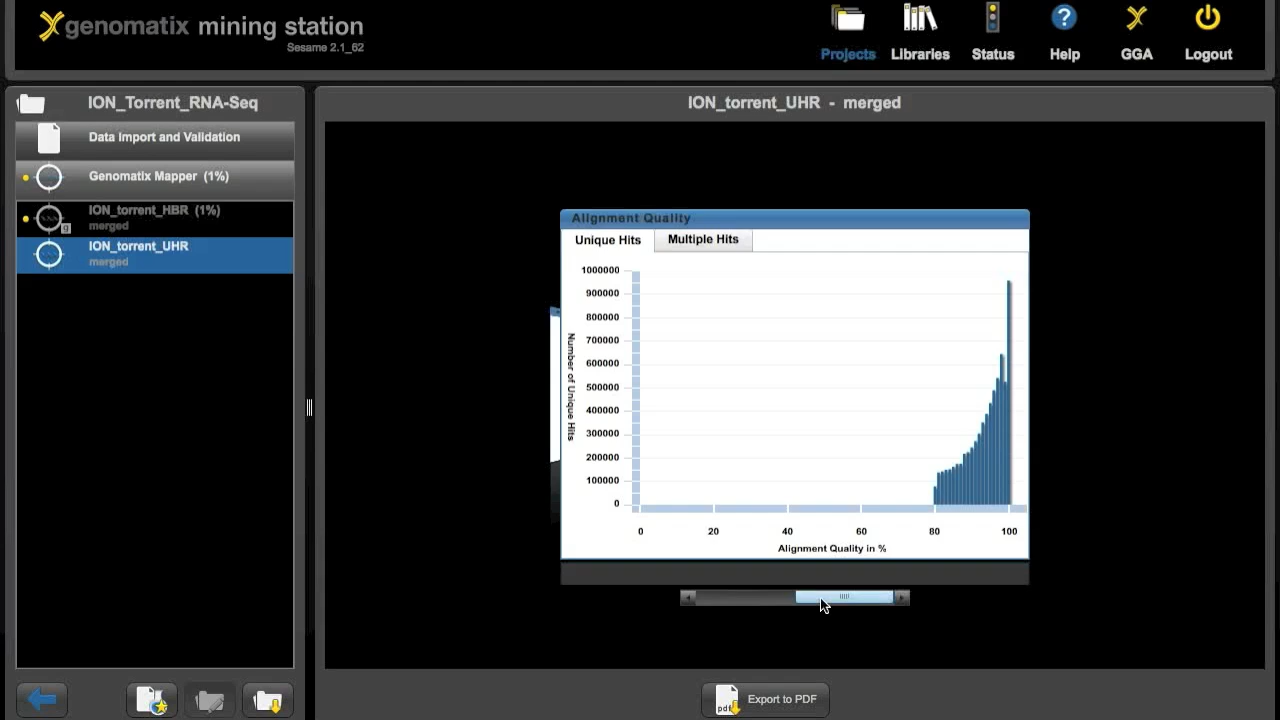 genomatix mining station
Sesame 2.1_62
Projects
Libraries
Status
Help
GGA
Logout
ION_Torrent_RNA-Seq
Data Import and Validation
Genomatix Mapper (1%)
ION_torrent_HBR (1%)
merged
g
ION_torrent_UHR
merged
ION_torrent_UHR - merged
Alignment Quality
Unique Hits
Multiple Hits
Number of Unique Hits
1000000
900000
800000
700000
600000
500000
400000
300000
200000
100000
0
0 20 40 60 80 100
Alignment Quality in %
pdf
Export to PDF